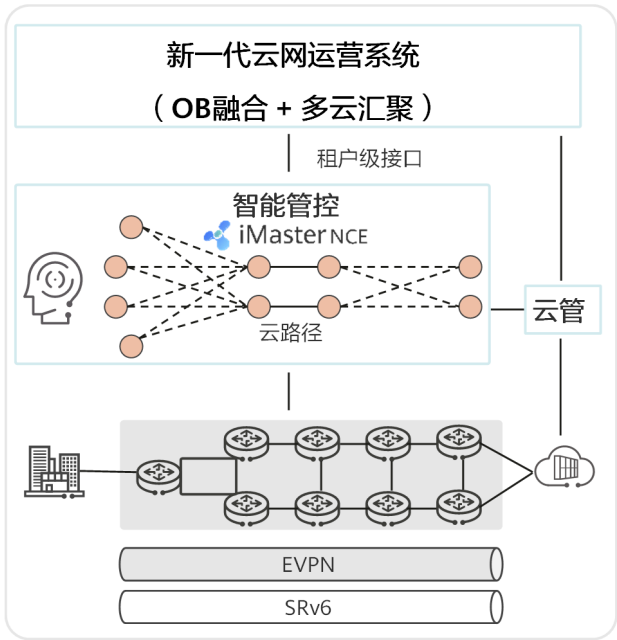 新一代云网运营系统
（OB融合 + 多云汇聚）
租户级接口
智能管控
iMaster NCE
云路径
云管
EVPN
SRv6